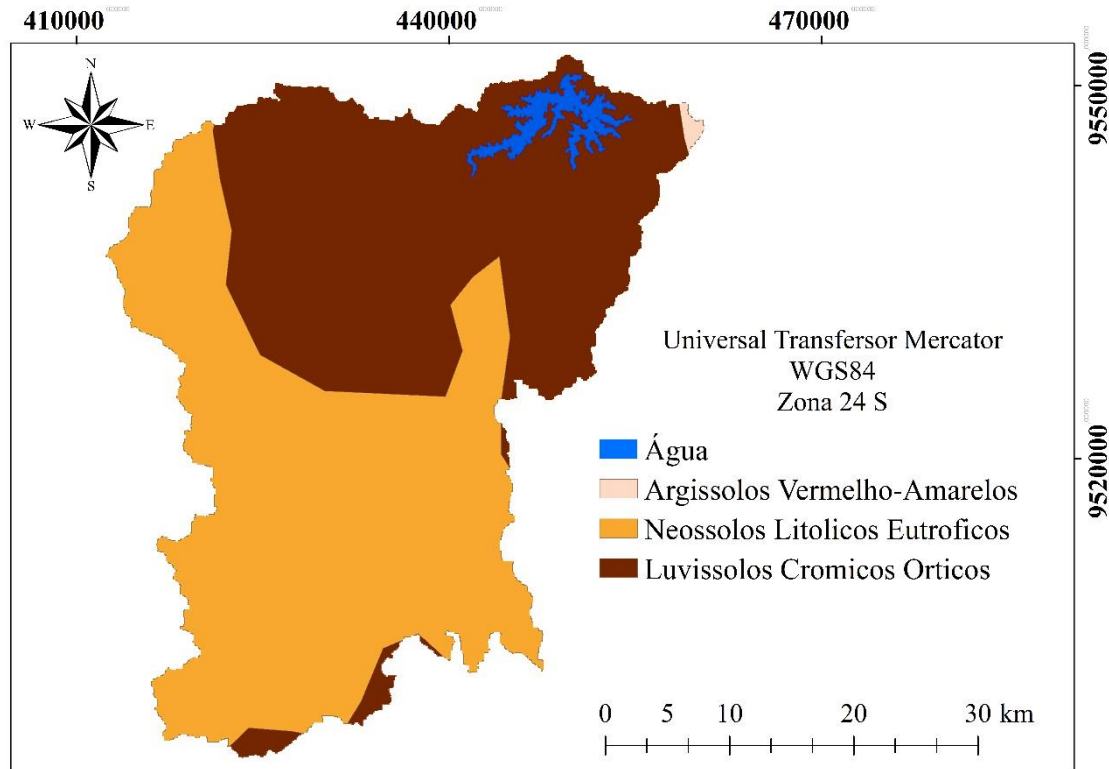 410000
440000
470000
N
W
E
S
9550000
Universal Transfersor Mercator
WGS84
Zona 24 S
9520000
Água
Argissolos Vermelho-Amarelos
Neossolos Litolicos Eutroficos
Luvissolos Cromicos Orticos
0 5 10 20 30 km